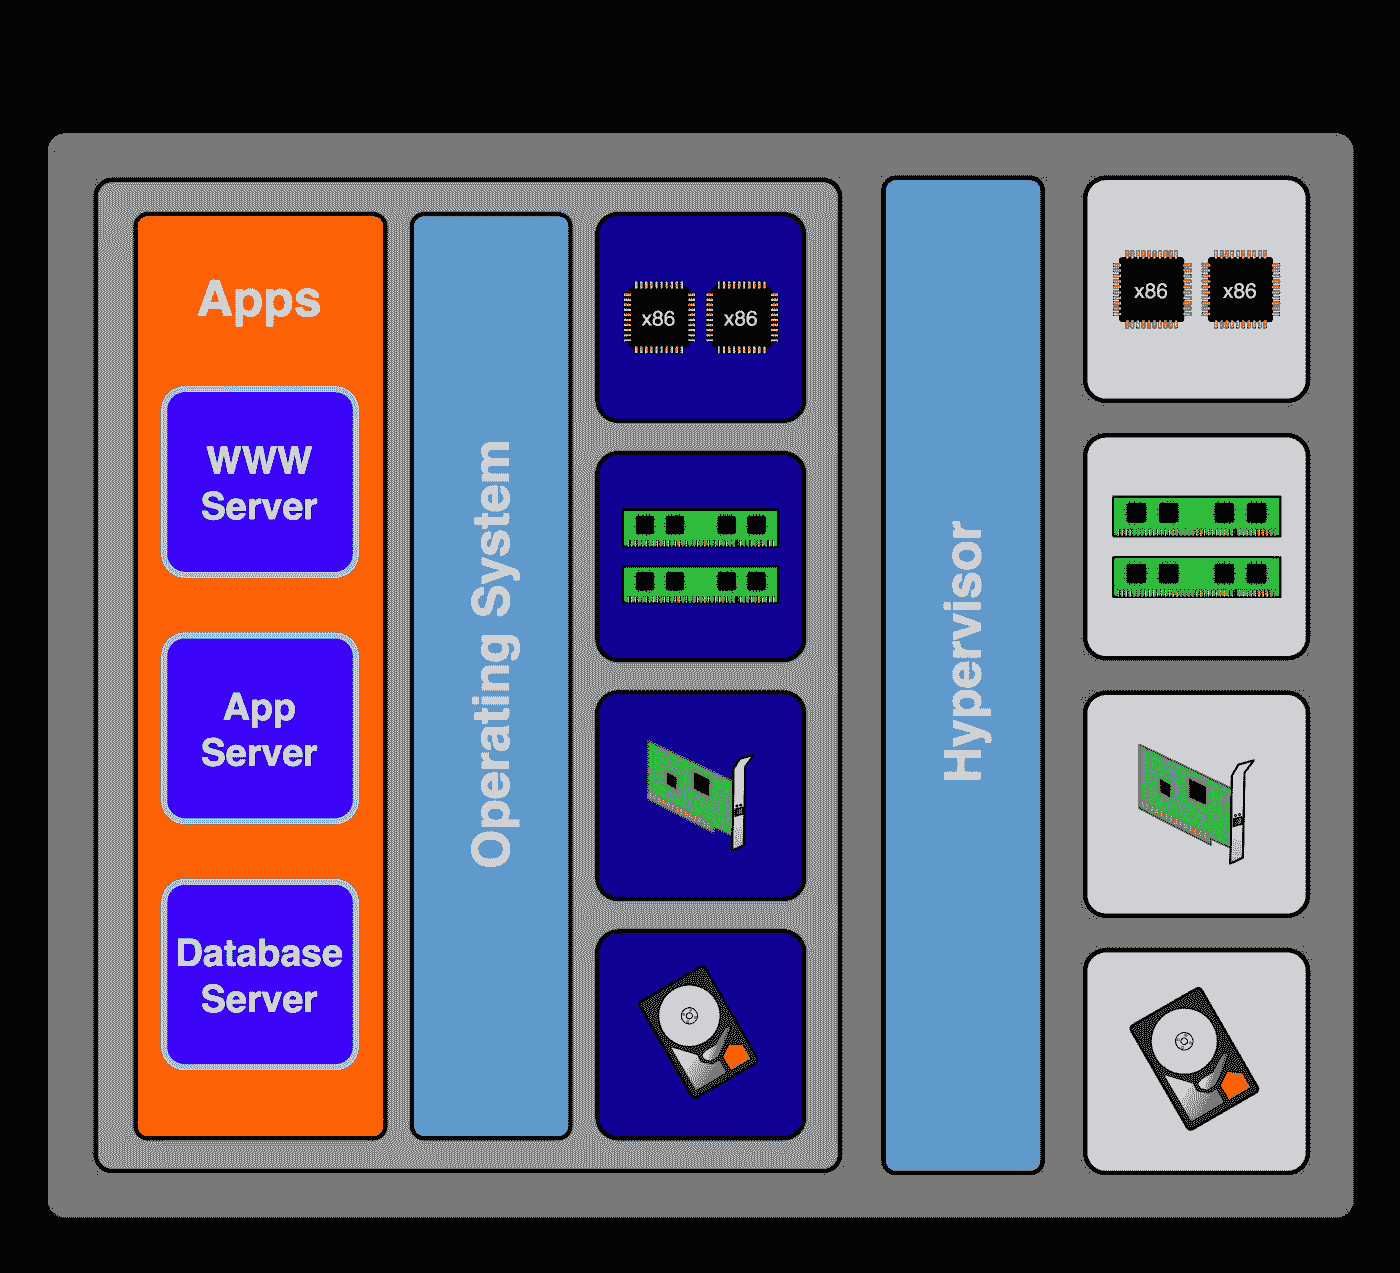 Apps
WWW
Server
App
Server
Database
Server
Operating System
x86 x86
Hypervisor
x86 x86